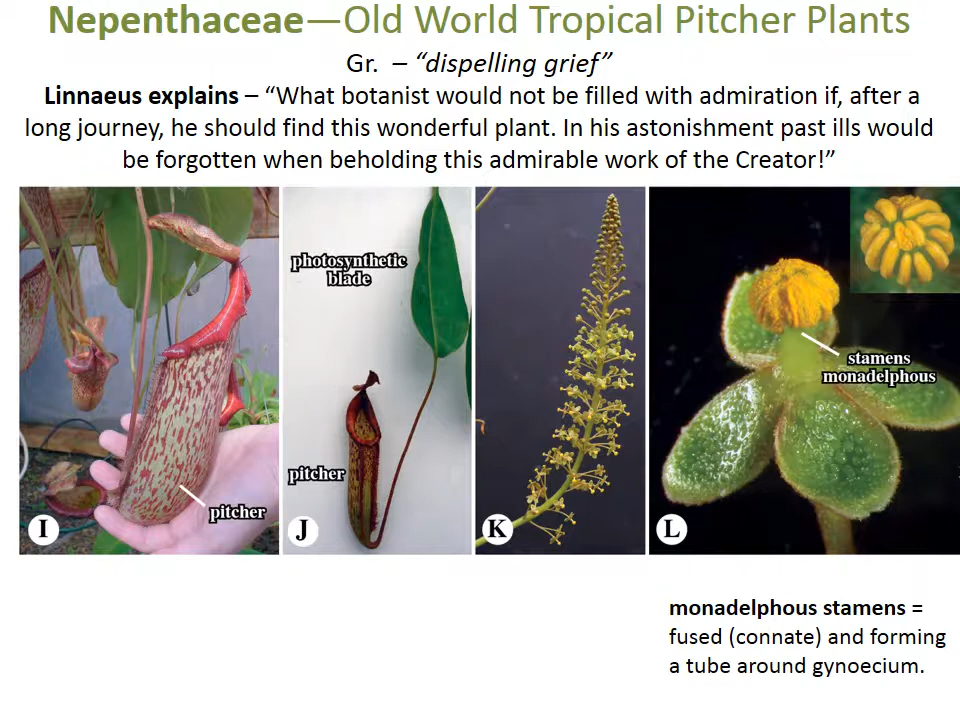 Nepenthaceae—Old World Tropical Pitcher Plants
Gr. – “dispelling grief”
Linnaeus explains – “What botanist would not be filled with admiration if, after a
long journey, he should find this wonderful plant. In his astonishment past ills would
be forgotten when beholding this admirable work of the Creator!”
photosynthetic
blade
stamens
monadelphous
pitcher
pitcher
I
J
K
L
monadelphous stamens =
fused (connate) and forming
a tube around gynoecium.